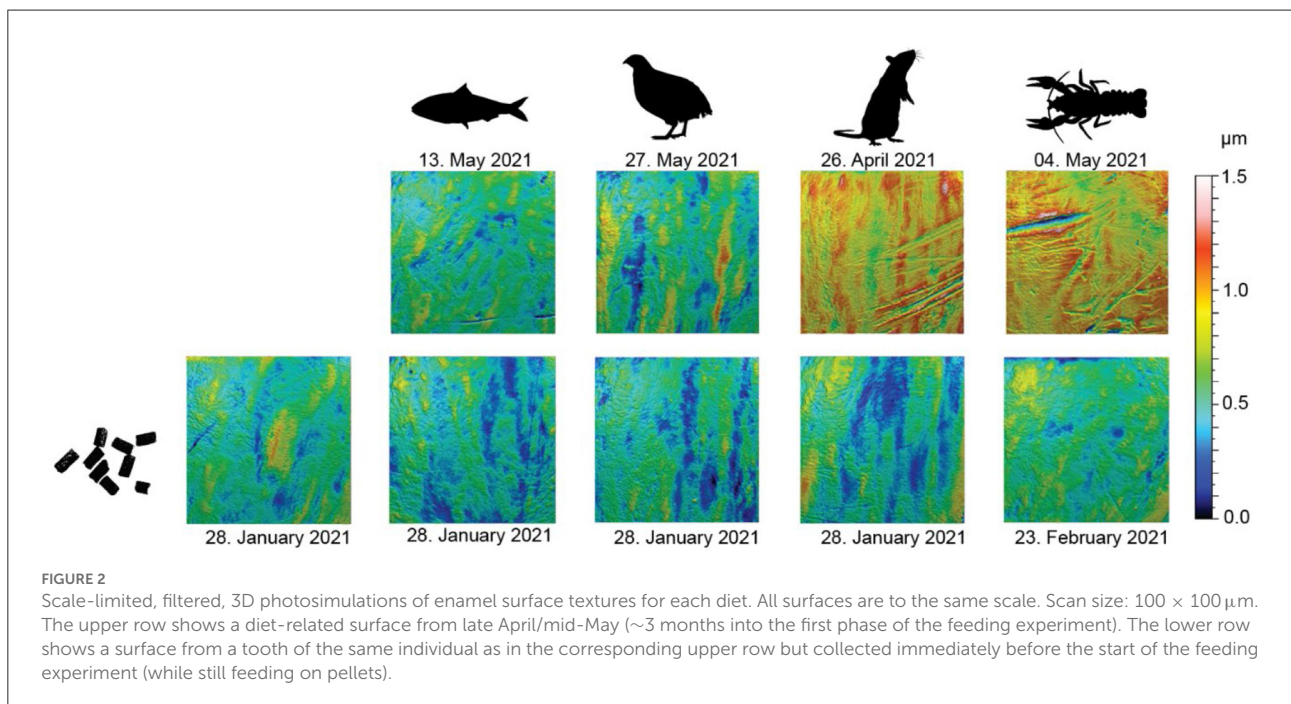 13. May 2021 27. May 2021 26. April 2021 04. May 2021
µm
1.5
1.0
0.5
0.0
28. January 2021 28. January 2021 28. January 2021 28. January 2021 23. February 2021
FIGURE 2
Scale-limited, filtered, 3D photosimulations of enamel surface textures for each diet. All surfaces are to the same scale. Scan size: 100 × 100 µm.
The upper row shows a diet-related surface from late April/mid-May (∼3 months into the first phase of the feeding experiment). The lower row
shows a surface from a tooth of the same individual as in the corresponding upper row but collected immediately before the start of the feeding
experiment (while still feeding on pellets).